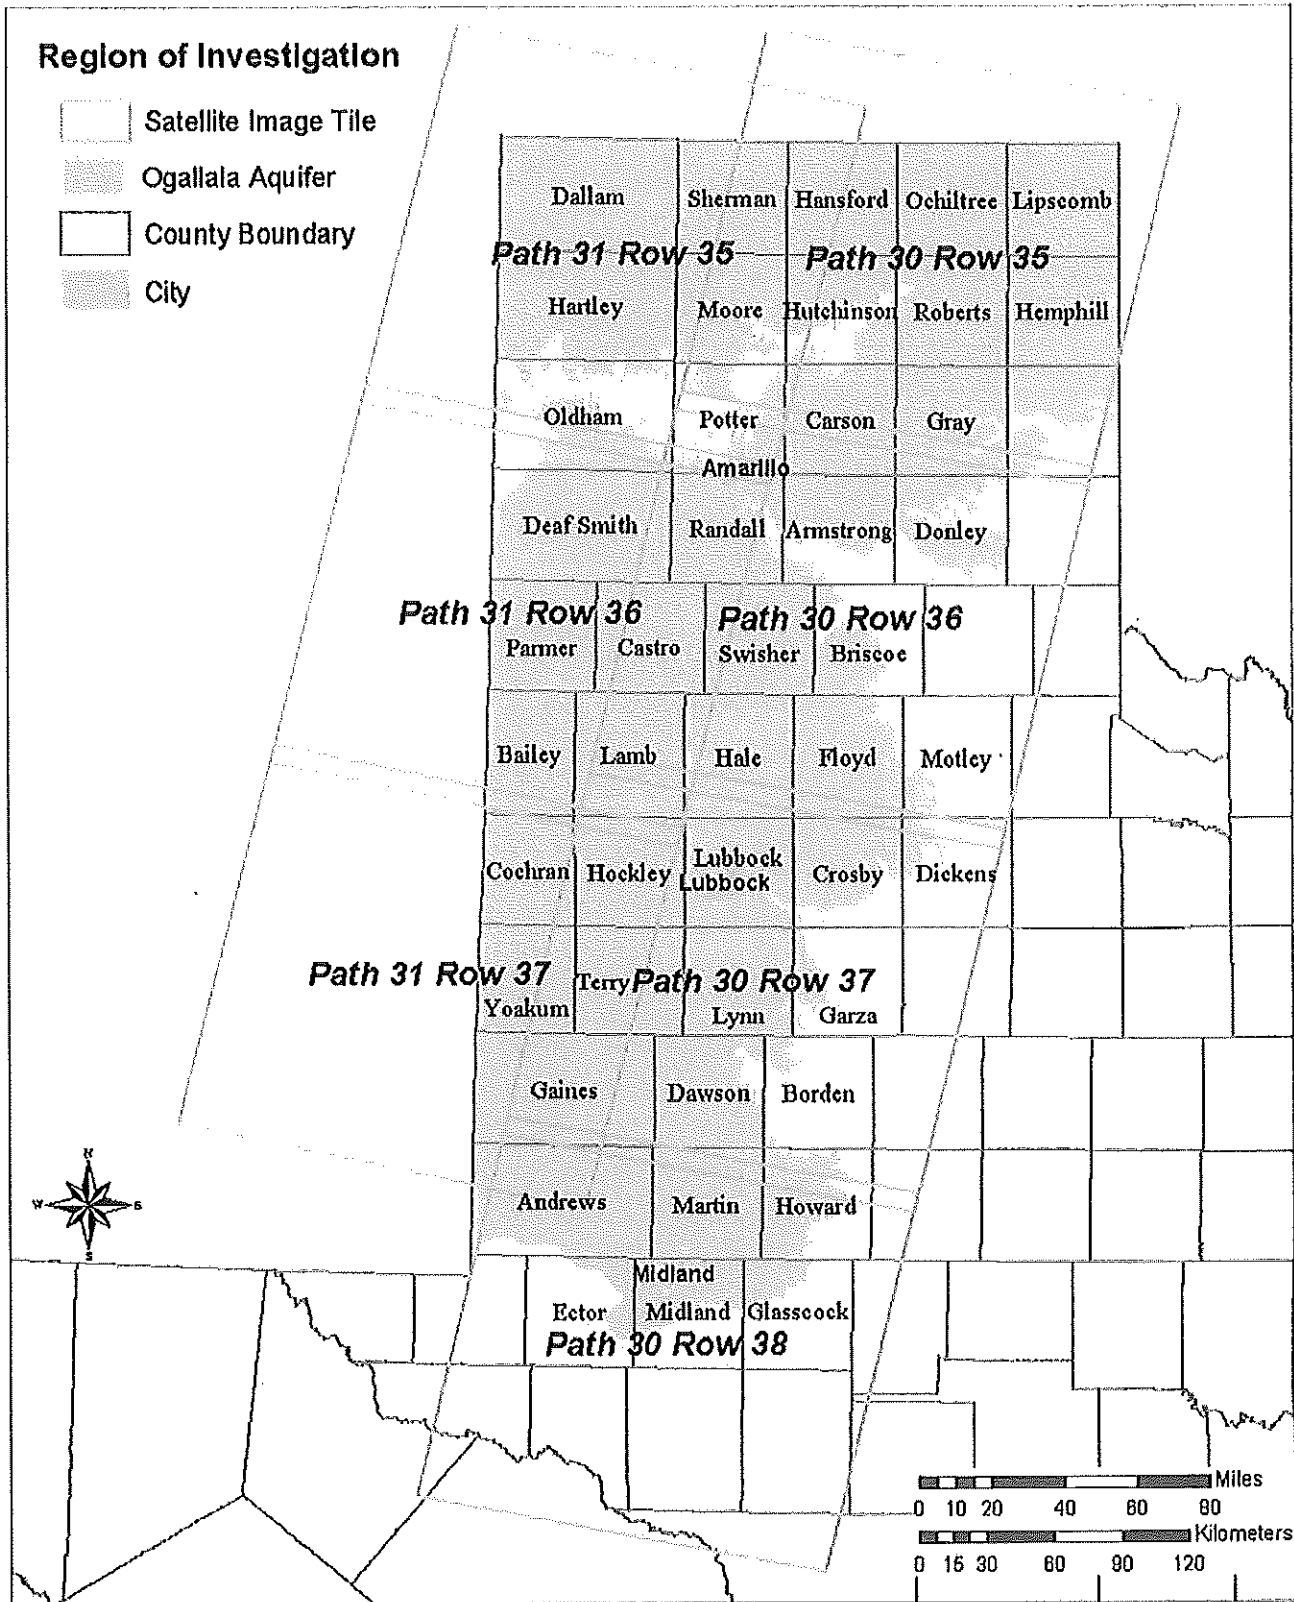 Region of Investigation
Satellite Image Tile
Ogallala Aquifer
County Boundary
City
Dallam
Sherman
Hansford
Ochiltree
Lipscomb
Path 31 Row 35
Path 30 Row 35
Hartley
Moore
Hutchinson
Roberts
Hemphill
Oldham
Potter
Carson
Gray
Amarillo
Deaf Smith
Randall
Armstrong
Donley
Path 31 Row 36
Path 30 Row 36
Parmer
Castro
Swisher
Briscoe
Bailey
Lamb
Hale
Floyd
Motley
Cochran
Hockley
Lubbock
Lubbock
Crosby
Dickens
Path 31 Row 37
Terry
Path 30 Row 37
Yoakum
Lynn
Garza
Gaines
Dawson
Borden
N
W
S
Andrews
Martin
Howard
Midland
Ector
Midland
Glasscock
Path 30 Row 38
Miles
0 10 20 40 60 80
Kilometers
0 15 30 60 90 120